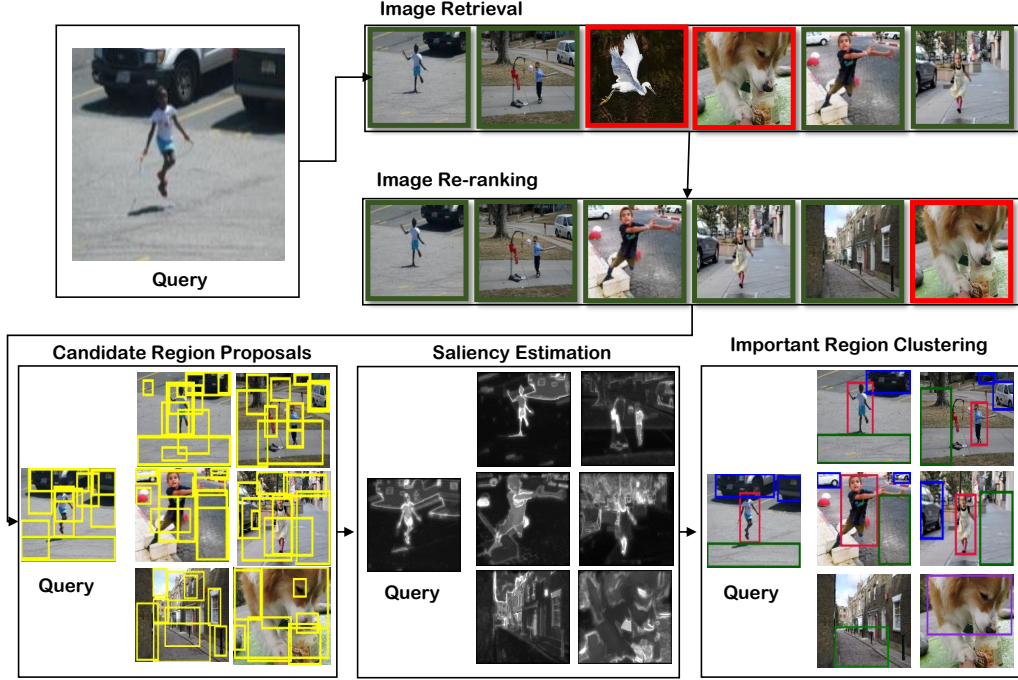 Image Retrieval
Query
Image Re-ranking
Candidate Region Proposals
Saliency Estimation
Important Region Clustering
Query
Query
Query